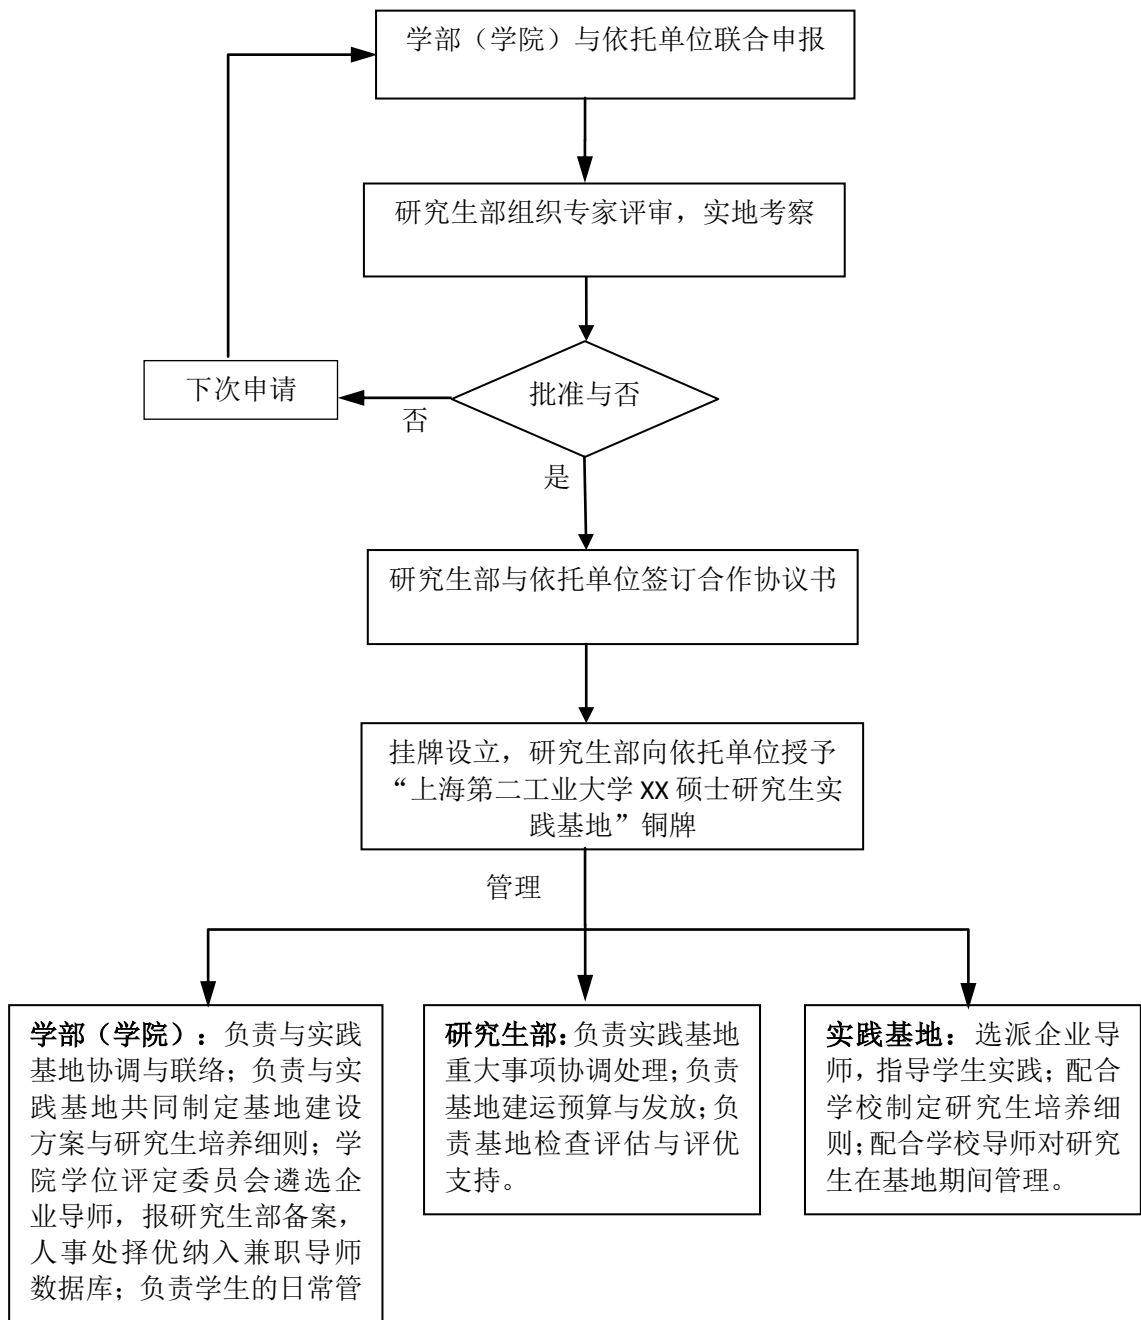 学部（学院）与依托单位联合申报
研究生部组织专家评审，实地考察
下次申请
批准与否
否
是
研究生部与依托单位签订合作协议书
挂牌设立，研究生部向依托单位授予
“上海第二工业大学 XX 硕士研究生实
践基地”铜牌
管理
学部（学院）：负责与实践
基地协调与联络；负责与实
践基地共同制定基地建设
方案与研究生培养细则；学
院学位评定委员会遴选企
业导师，报研究生部备案，
人事处择优纳入兼职导师
数据库；负责学生的日常管
研究生部：负责实践基地
重大事项协调处理；负责
基地建运预算与发放；负
责基地检查评估与评优
支持。
实践基地：选派企业导
师，指导学生实践；配合
学校制定研究生培养细
则；配合学校导师对研究
生在基地期间管理。